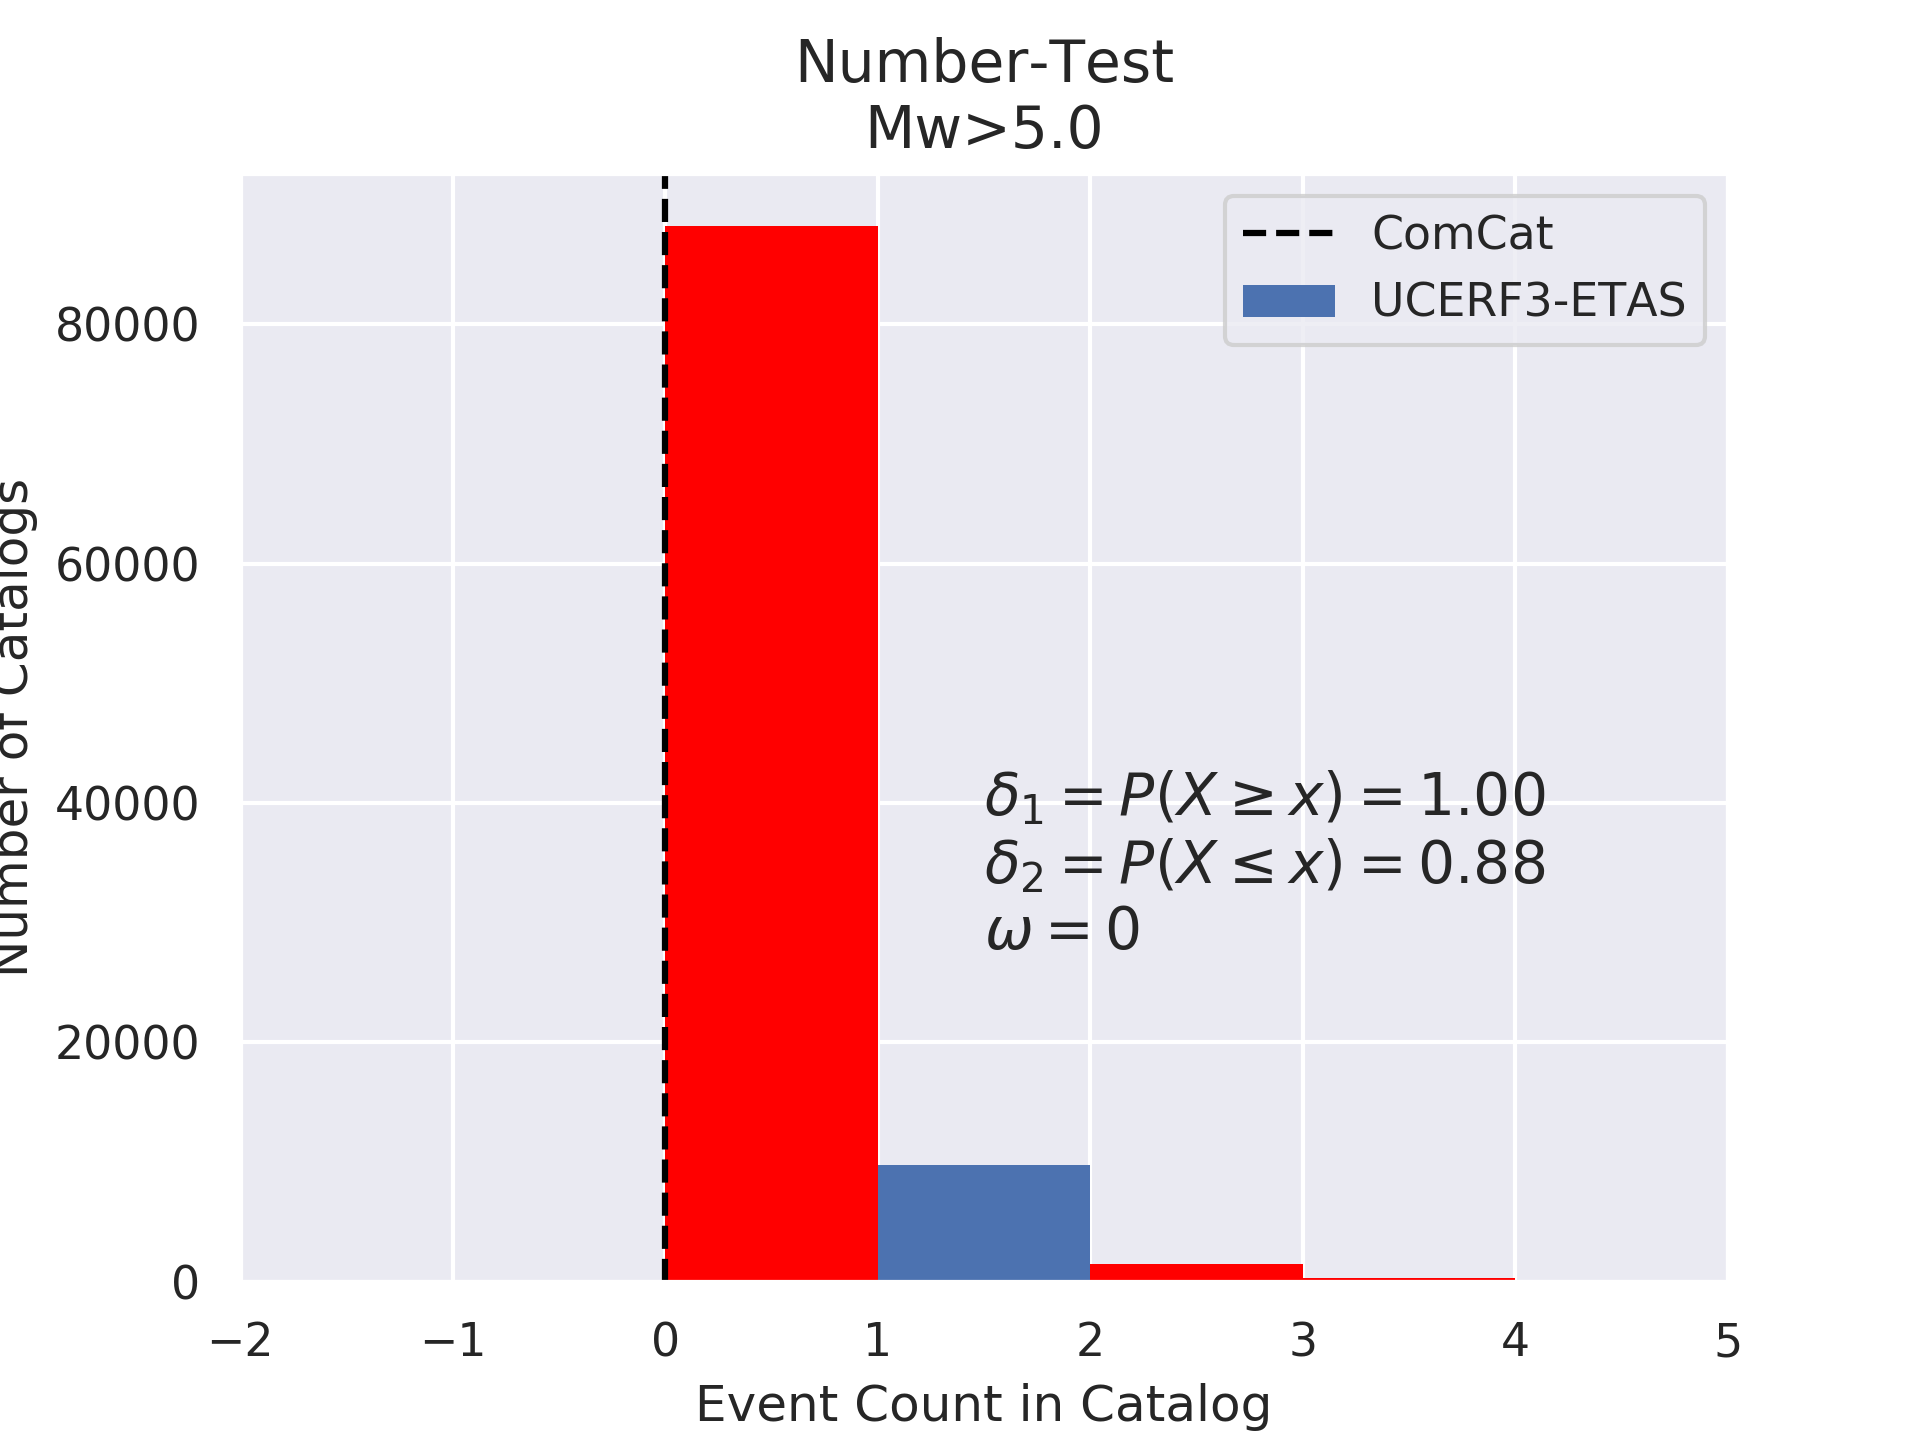 Number-Test
Mw>5.0
ComCat
UCERF3-ETAS
80000
60000
40000
20000
0
Number of Catalogs
δ₁ = P(X ≥ x) = 1.00
δ₂ = P(X ≤ x) = 0.88
ω = 0
−2 −1 0 1 2 3 4 5
Event Count in Catalog